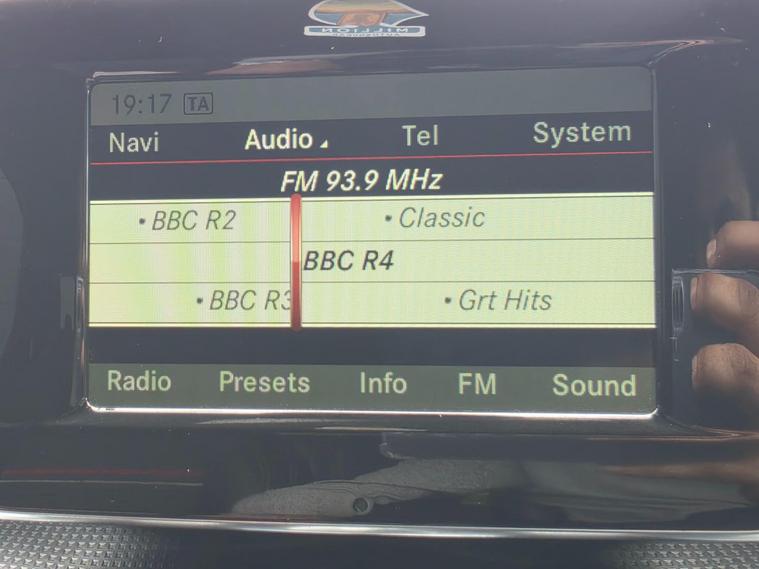 19:17 TA
Navi Audio Tel System
FM 93.9 MHz
• BBC R2 • Classic
BBC R4
• BBC R3 • Grt Hits
Radio Presets Info FM Sound